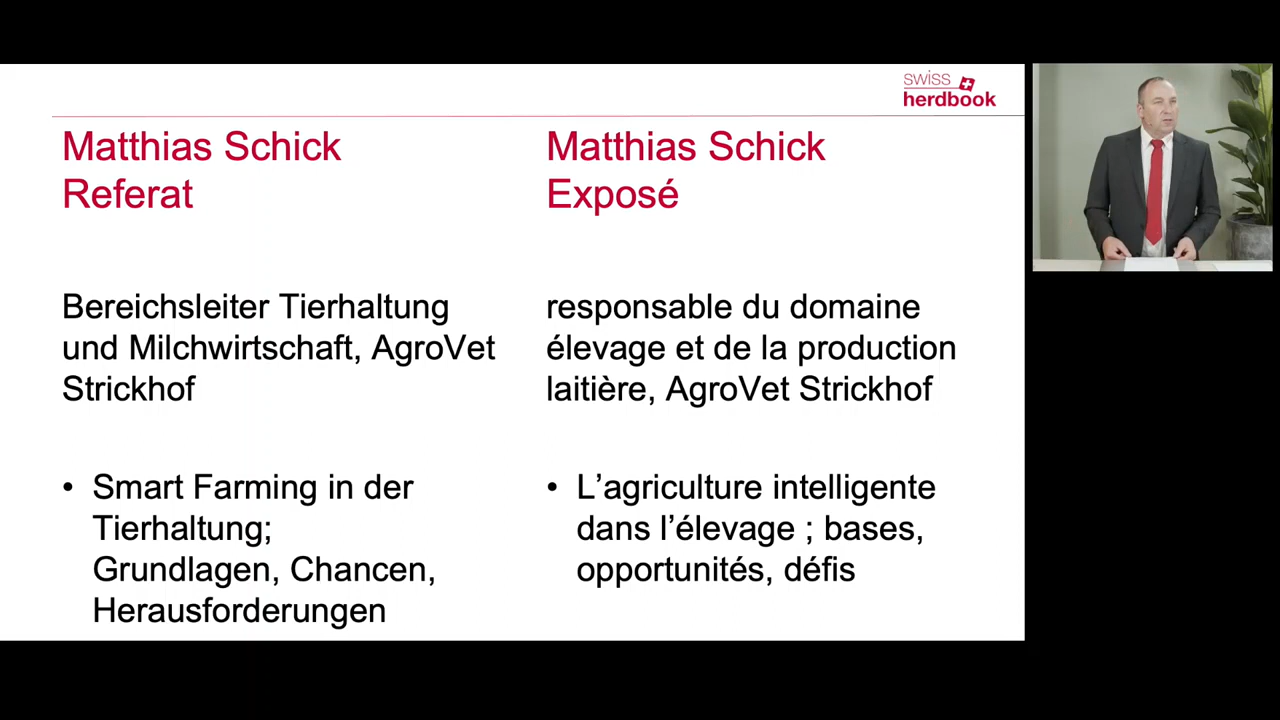 swiss
herdbook
Matthias Schick
Referat
Bereichsleiter Tierhaltung
und Milchwirtschaft, AgroVet
Strickhof
• Smart Farming in der
Tierhaltung;
Grundlagen, Chancen,
Herausforderungen
Matthias Schick
Exposé
responsable du domaine
élevage et de la production
laitière, AgroVet Strickhof
• L’agriculture intelligente
dans l’élevage ; bases,
opportunités, défis